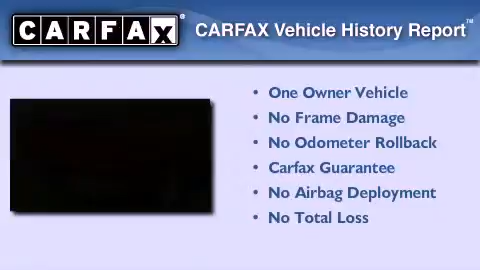 CARFAX® CARFAX Vehicle History Report™
• One Owner Vehicle
• No Frame Damage
• No Odometer Rollback
• Carfax Guarantee
• No Airbag Deployment
• No Total Loss